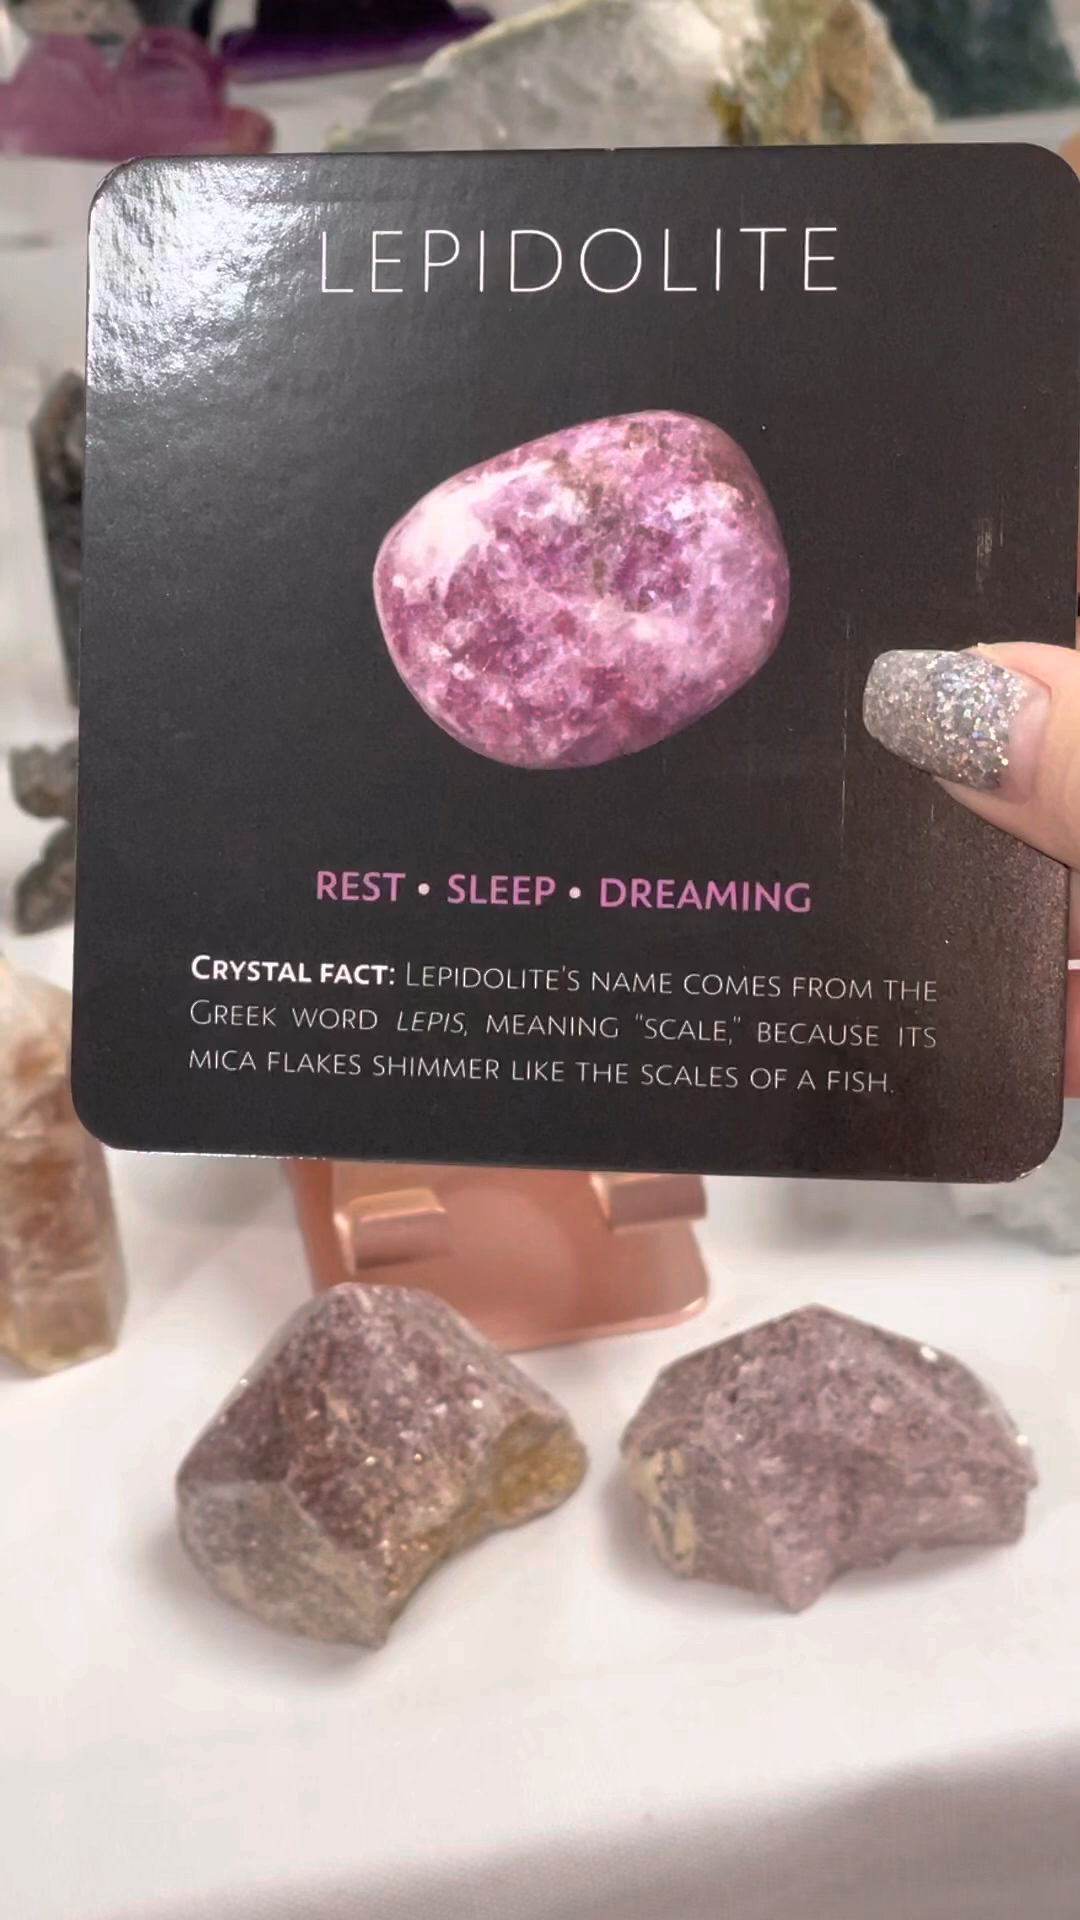 LEPIDOLITE
REST • SLEEP • DREAMING
CRYSTAL FACT: LEPIDOLITE'S NAME COMES FROM THE
GREEK WORD LEPIS, MEANING "SCALE," BECAUSE ITS
MICA FLAKES SHIMMER LIKE THE SCALES OF A FISH.